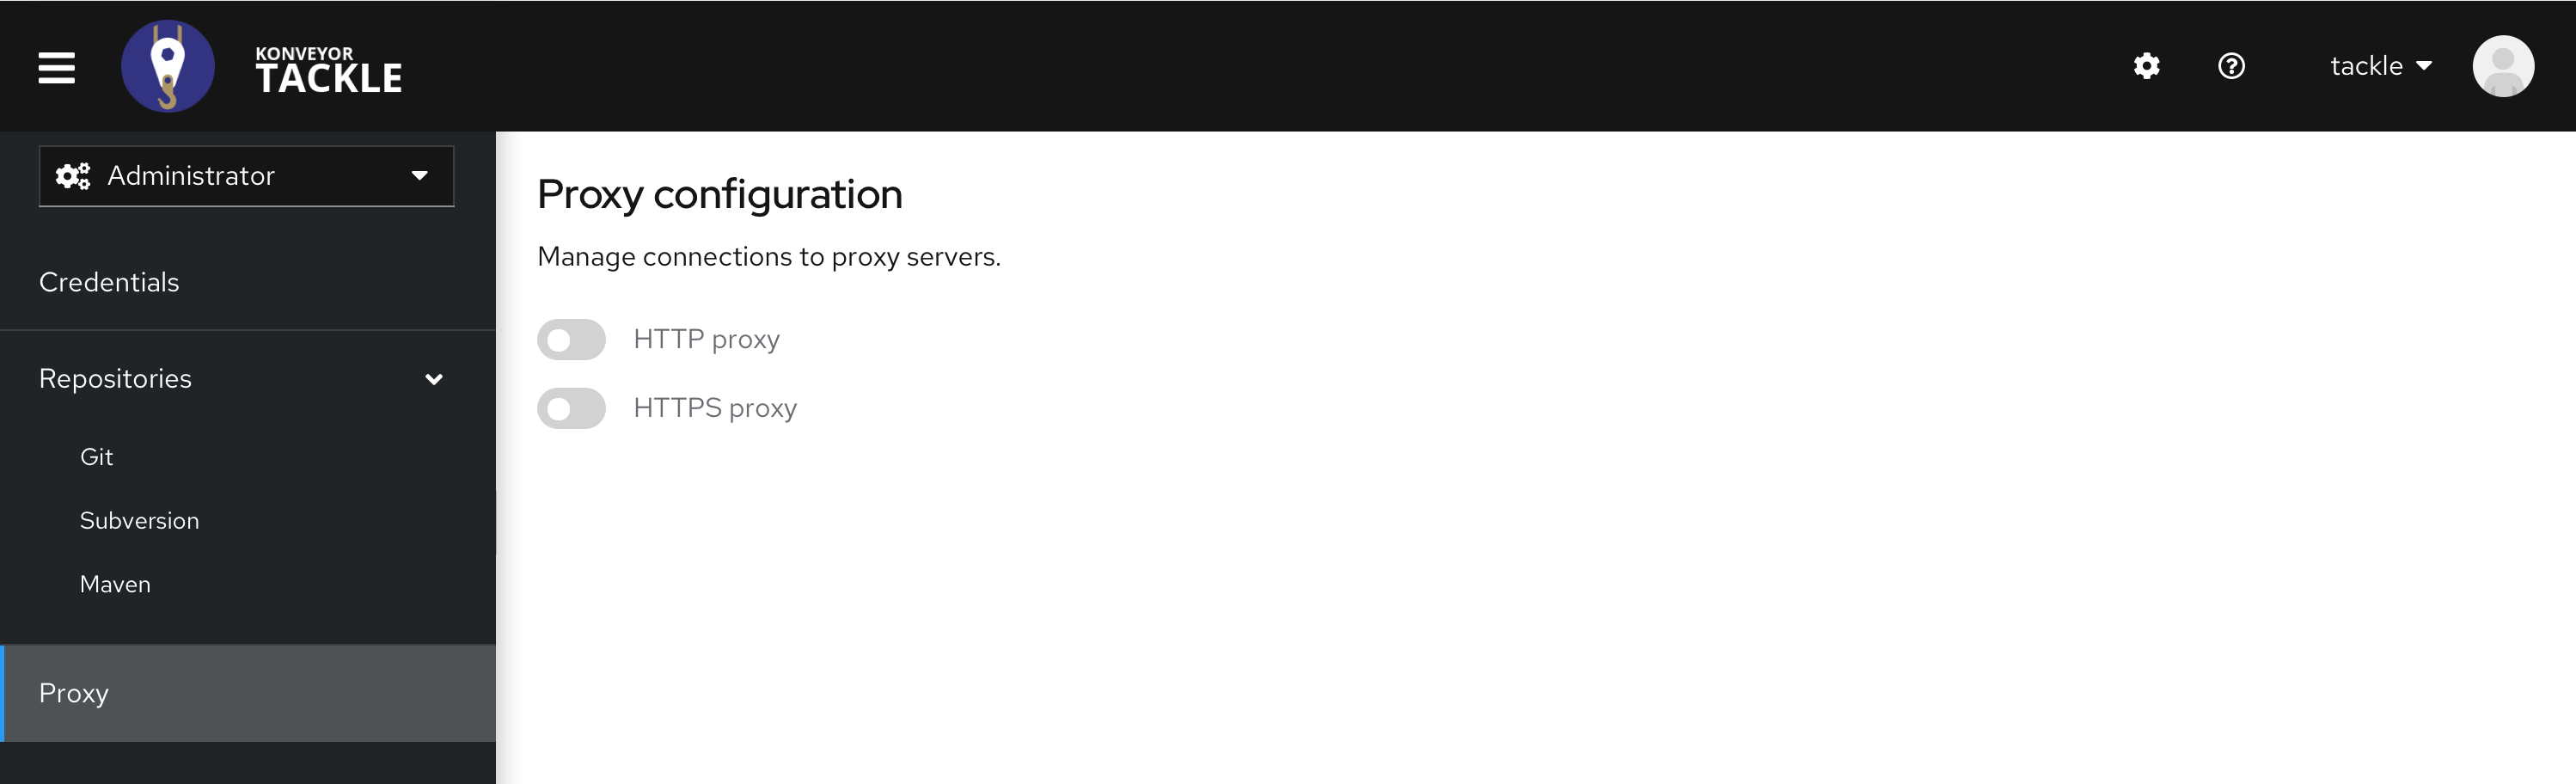 KONVEYOR
TACKLE
tackle
Administrator
Credentials
Repositories
Git
Subversion
Maven
Proxy
Proxy configuration
Manage connections to proxy servers.
HTTP proxy
HTTPS proxy